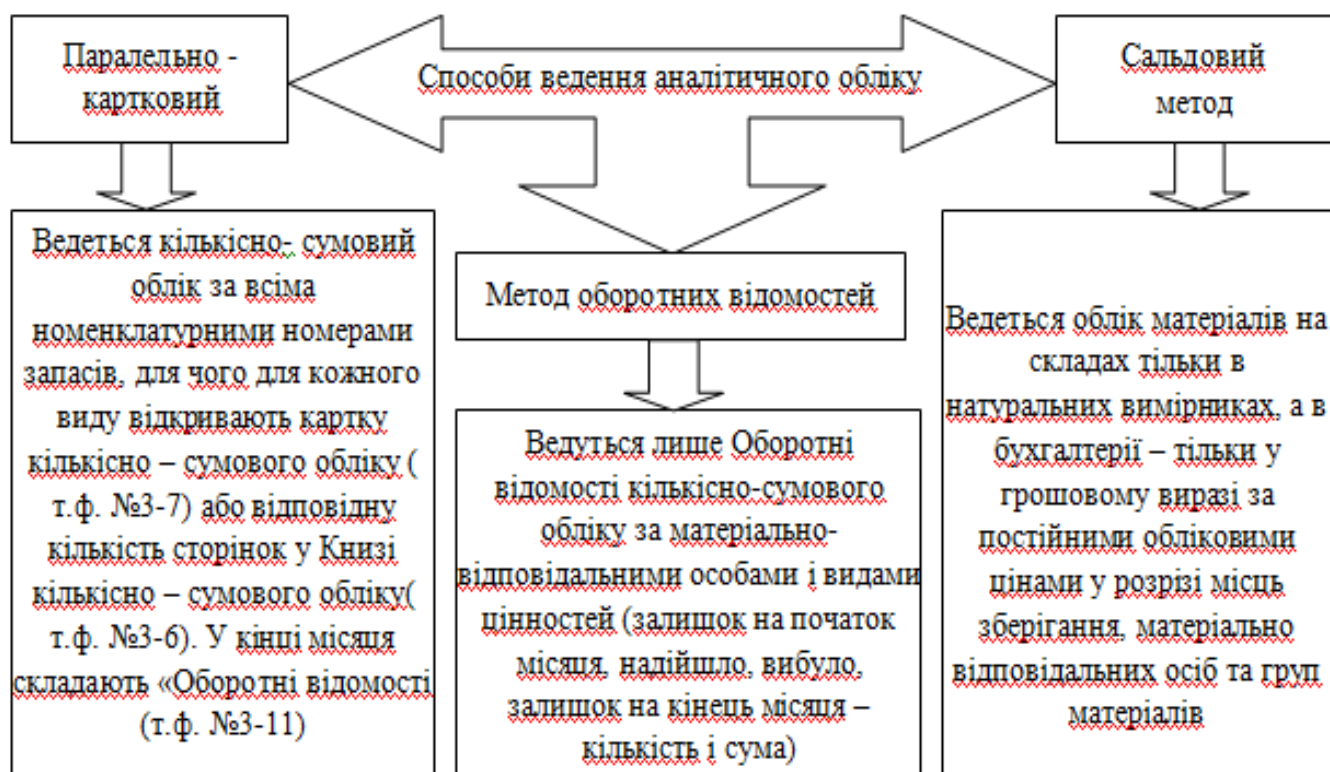 Паралельно -
картковий
Способи ведення аналітичного обліку
Сальдовий
метод
Ведеться кількісно- сумовий
облік за всіма
номенклатурними номерами
запасів, для чого для кожного
виду відкривають картку
кількісно – сумового обліку (
т.ф. №З-7) або відповідну
кількість сторінок у Книзі
кількісно – сумового обліку(
т.ф. №З-6). У кінці місяця
складають «Оборотні відомості
(т.ф. №З-11)
Метод оборотних відомостей
Ведуться лише Оборотні
відомості кількісно-сумового
обліку за матеріально-
відповідальними особами і видами
цінностей (залишок на початок
місяця, надійшло, вибуло,
залишок на кінець місяця –
кількість і сума)
Ведеться облік матеріалів на
складах тільки в
натуральних вимірниках, а в
бухгалтерії – тільки у
грошовому виразі за
постійними обліковими
цінами у розрізі місць
зберігання, матеріально
відповідальних осіб та груп
матеріалів